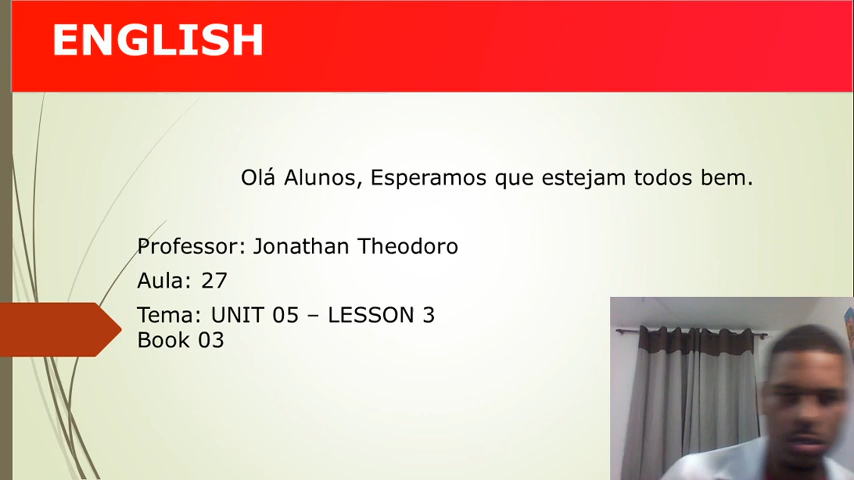 ENGLISH
Olá Alunos, Esperamos que estejam todos bem.
Professor: Jonathan Theodoro
Aula: 27
Tema: UNIT 05 – LESSON 3
Book 03